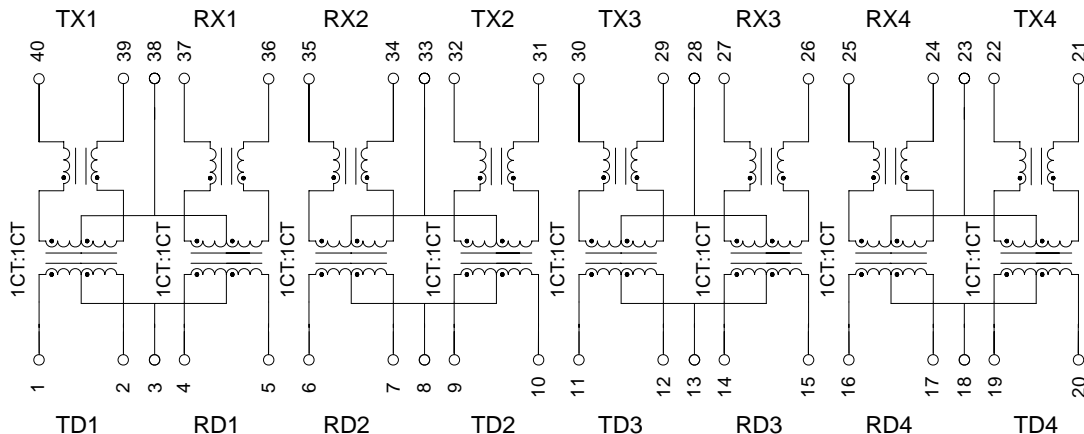 TX1 RX1 RX2 TX2 TX3 RX3 RX4 TX4
40 39 38 37 36 35 34 33 32 31 30 29 28 27 26 25 24 23 22 21
1CT:1CT 1CT:1CT 1CT:1CT 1CT:1CT 1CT:1CT 1CT:1CT 1CT:1CT 1CT:1CT
1 2 3 4 5 6 7 8 9 10 11 12 13 14 15 16 17 18 19 20
TD1 RD1 RD2 TD2 TD3 RD3 RD4 TD4